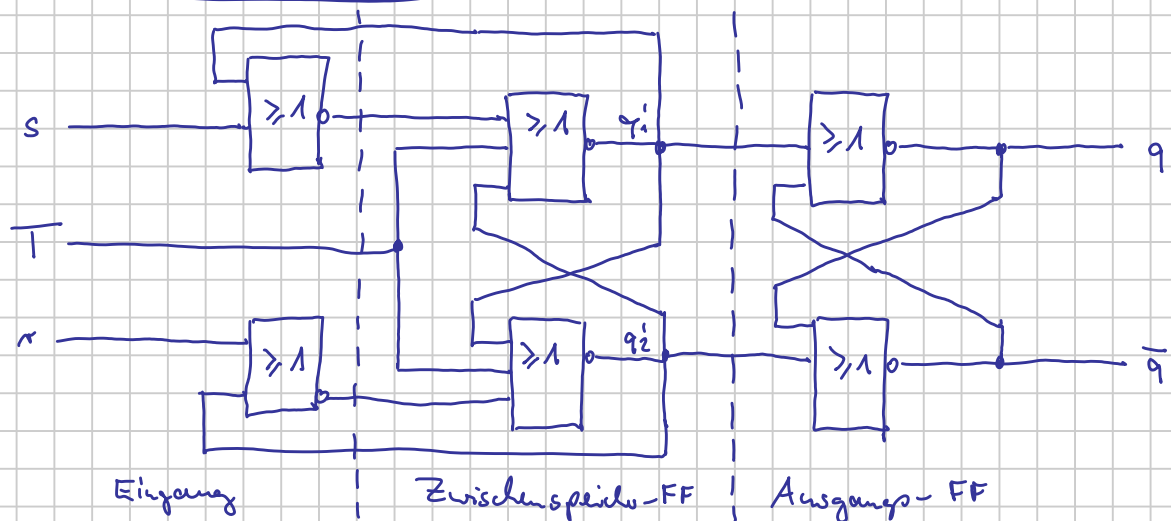 s
≥1
≥1
q₁'
≥1
q
T̅
r
≥1
≥1
q₂'
≥1
q̅
Eingang
Zwischenspeicher-FF
Ausgangs-FF